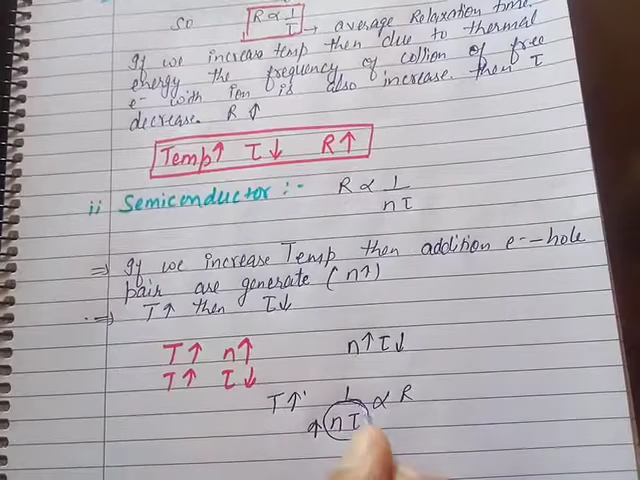 so R ∝ 1/τ → average Relaxation time.
If we increase temp then due to thermal
energy the frequency of collion of free
e- with ion is also increase. then τ
decrease. R ↑
Temp↑ τ↓ R↑
ii Semiconductor :- R ∝ 1/nτ
⇒ If we increase Temp then addition e--hole
pair are generate (n↑)
⇒ T↑ then τ↓
T↑ n↑ n↑ τ↓
T↑ τ↓
T↑ 1/nτ ∝ R
↑